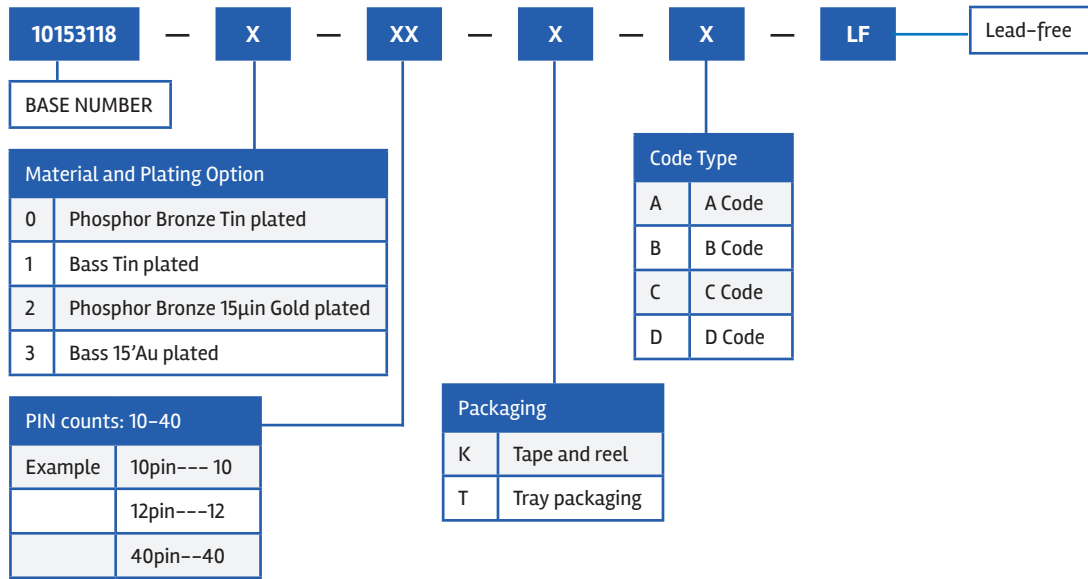 10153118 — X — XX — X — X — LF Lead-free
BASE NUMBER
Material and Plating Option
0 Phosphor Bronze Tin plated
1 Bass Tin plated
2 Phosphor Bronze 15µin Gold plated
3 Bass 15’Au plated
Code Type
A A Code
B B Code
C C Code
D D Code
PIN counts: 10-40
Example 10pin--- 10
12pin---12
40pin--40
Packaging
K Tape and reel
T Tray packaging